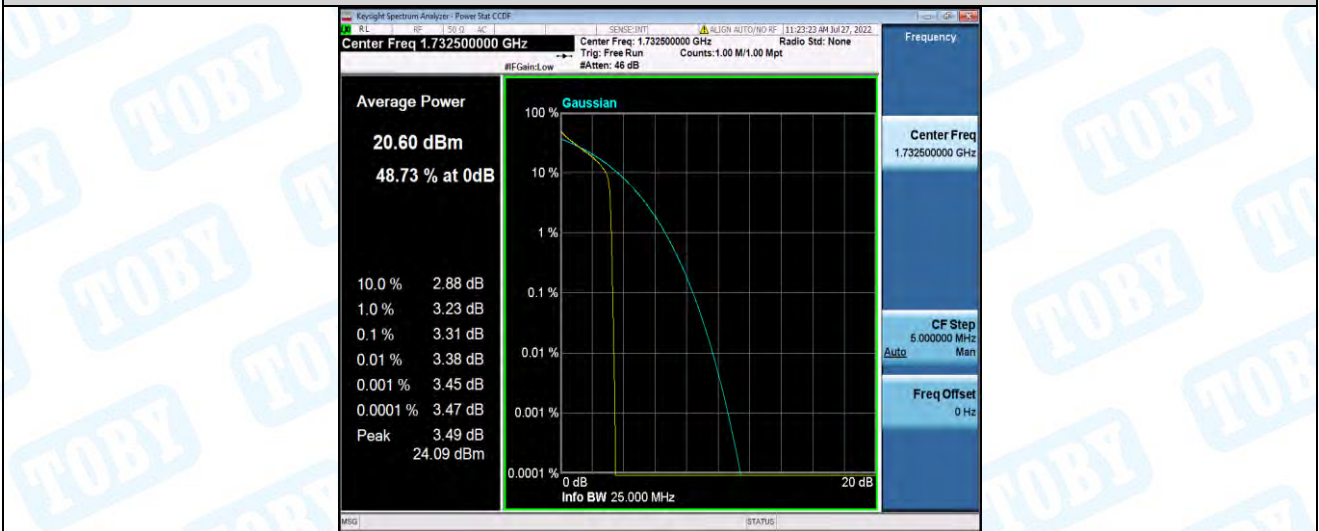 Keysight Spectrum Analyzer - Power Stat CCDF
RL RF 50 Ω AC SENSE:INT ALIGN AUTO/NO RF 11:23:23 AM Jul 27, 2022
Center Freq 1.732500000 GHz
Center Freq: 1.732500000 GHz Radio Std: None
Trig: Free Run Counts:1.00 M/1.00 Mpt
#IFGain:Low #Atten: 46 dB
Frequency
Average Power
20.60 dBm
48.73 % at 0dB
10.0 % 2.88 dB
1.0 % 3.23 dB
0.1 % 3.31 dB
0.01 % 3.38 dB
0.001 % 3.45 dB
0.0001 % 3.47 dB
Peak 3.49 dB
24.09 dBm
Gaussian
100 %
10 %
1 %
0.1 %
0.01 %
0.001 %
0.0001 %
0 dB 20 dB
Info BW 25.000 MHz
Center Freq
1.732500000 GHz
CF Step
5.000000 MHz
Auto Man
Freq Offset
0 Hz
MSG STATUS
TOBY
TOBY
TOBY
TOBY
TOBY
TOBY
TOBY